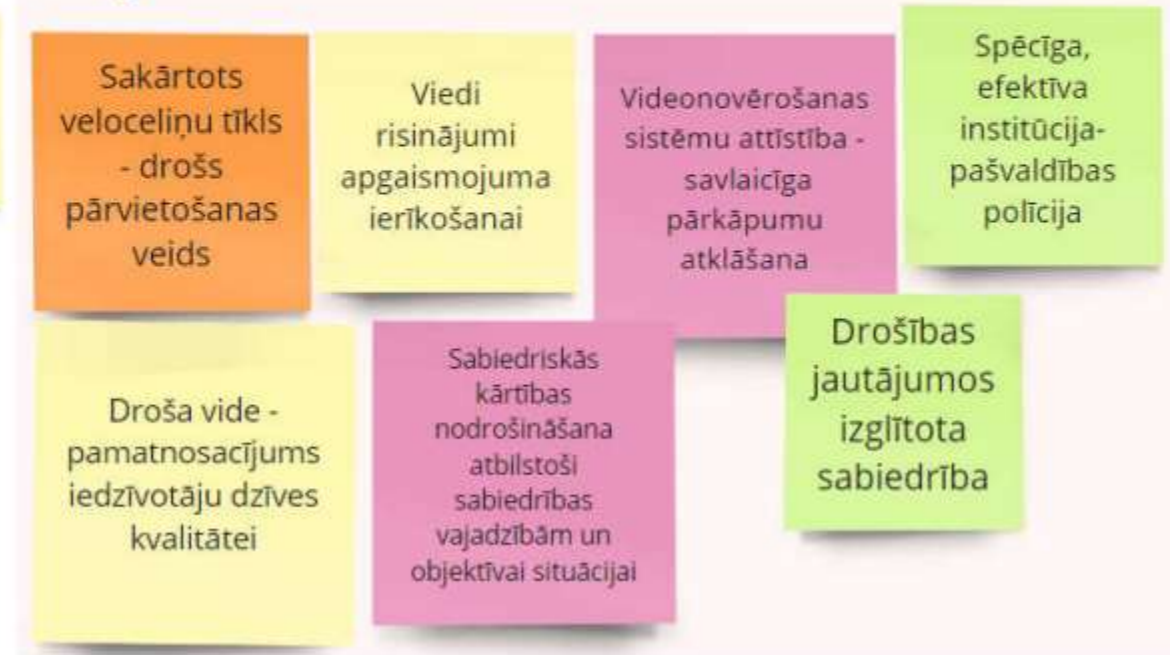 Sakārtots
veloceliņu tīkls
- drošs
pārvietošanas
veids
Viedi
risinājumi
apgaismojuma
ierīkošanai
Videonovērošanas
sistēmu attīstība -
savlaicīga
pārkāpumu
atklāšana
Spēcīga,
efektīva
institūcija-
pašvaldības
polīcija
Droša vide -
pamatnosacījums
iedzīvotāju dzīves
kvalitātei
Sabiedriskās
kārtības
nodrošināšana
atbilstoši
sabiedrības
vajadzībām un
objektīvai situācijai
Drošības
jautājumos
izglītota
sabiedrība